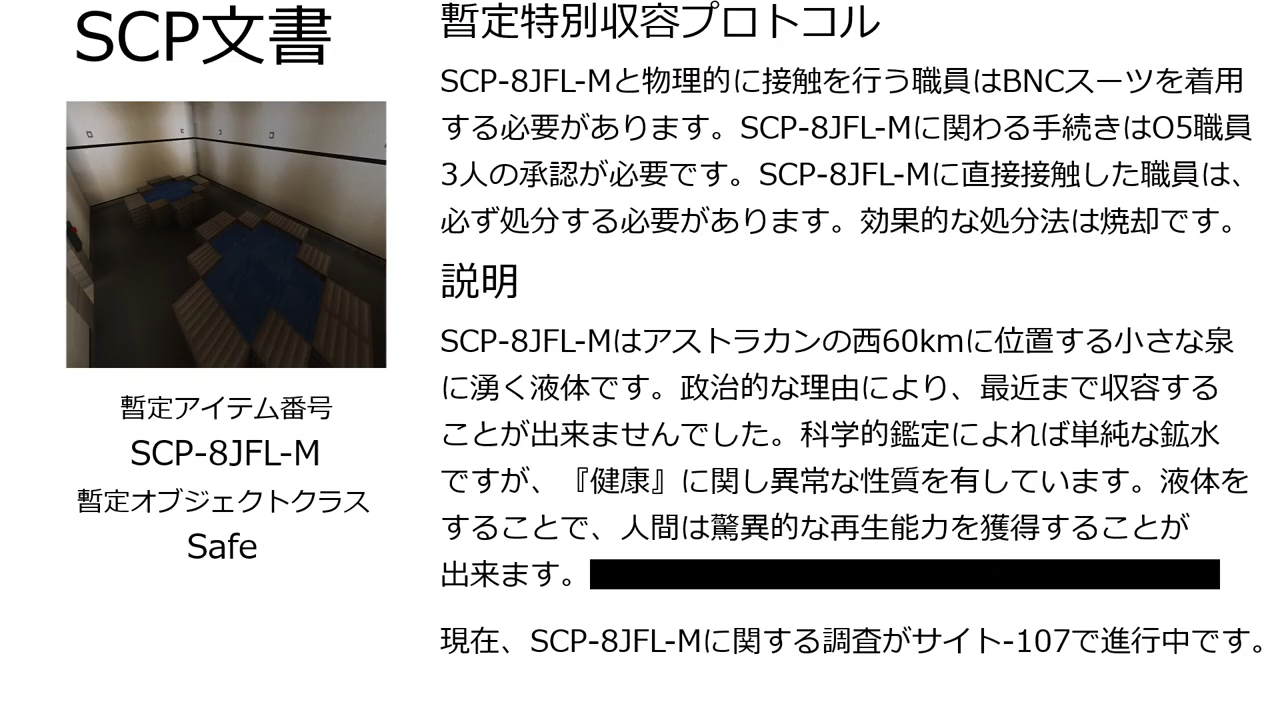 SCP文書
暫定アイテム番号
SCP-8JFL-M
暫定オブジェクトクラス
Safe
暫定特別収容プロトコル
SCP-8JFL-Mと物理的に接触を行う職員はBNCスーツを着用
する必要があります。SCP-8JFL-Mに関わる手続きはO5職員
3人の承認が必要です。SCP-8JFL-Mに直接接触した職員は、
必ず処分する必要があります。効果的な処分法は焼却です。
説明
SCP-8JFL-Mはアストラカンの西60kmに位置する小さな泉
に湧く液体です。政治的な理由により、最近まで収容する
ことが出来ませんでした。科学的鑑定によれば単純な鉱水
ですが、『健康』に関し異常な性質を有しています。液体を
することで、人間は驚異的な再生能力を獲得することが
出来ます。
現在、SCP-8JFL-Mに関する調査がサイト-107で進行中です。